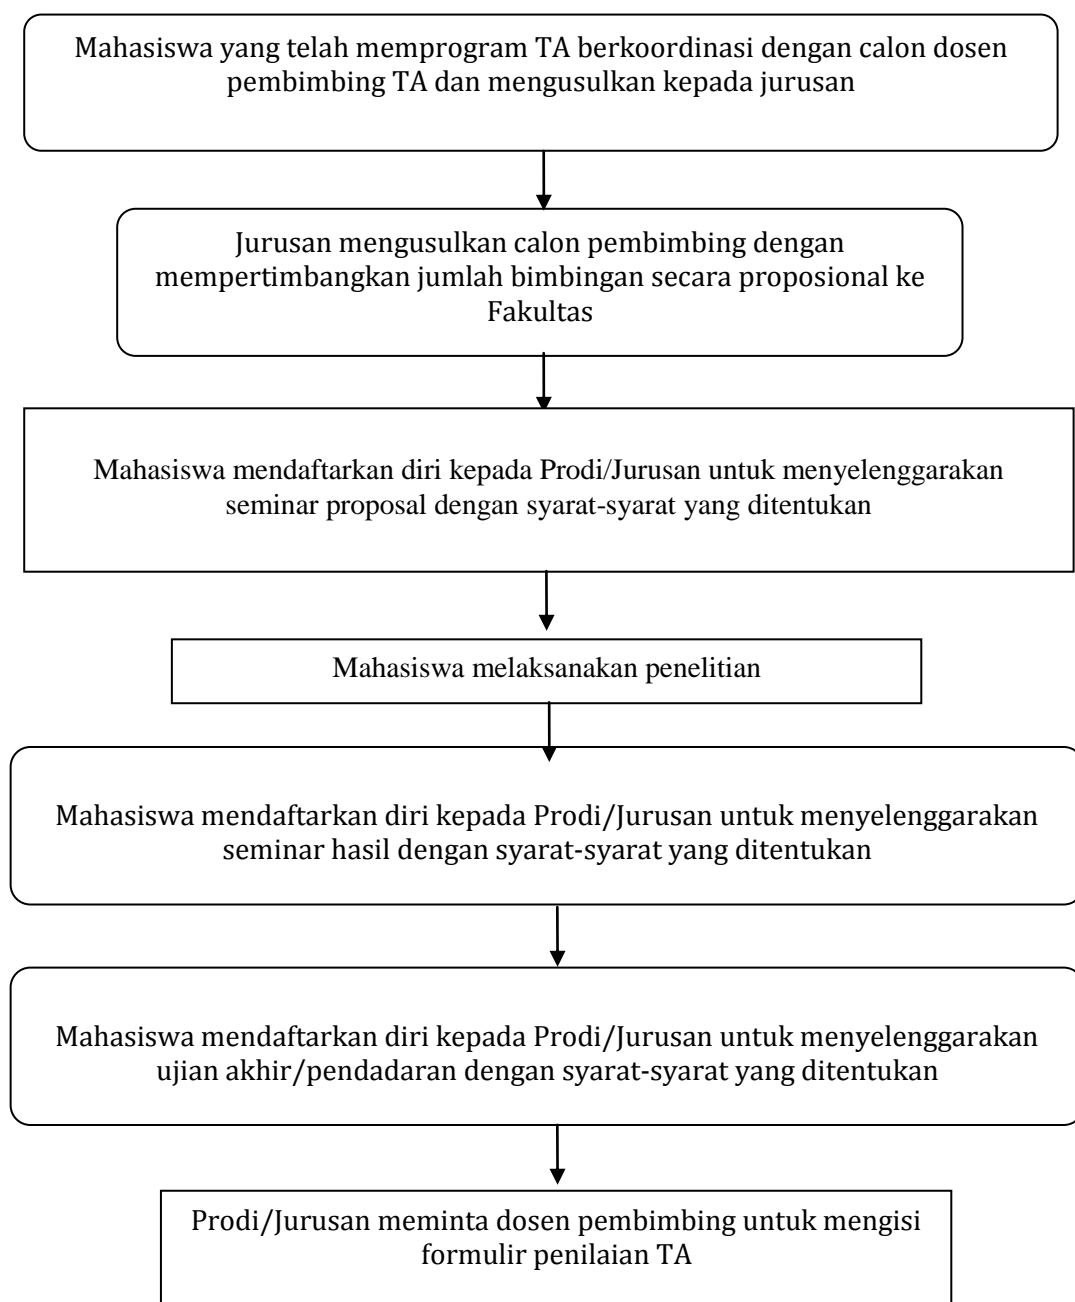 Mahasiswa yang telah memprogram TA berkoordinasi dengan calon dosen
pembimbing TA dan mengusulkan kepada jurusan
Jurusan mengusulkan calon pembimbing dengan
mempertimbangkan jumlah bimbingan secara proposional ke
Fakultas
Mahasiswa mendaftarkan diri kepada Prodi/Jurusan untuk menyelenggarakan
seminar proposal dengan syarat-syarat yang ditentukan
Mahasiswa melaksanakan penelitian
Mahasiswa mendaftarkan diri kepada Prodi/Jurusan untuk menyelenggarakan
seminar hasil dengan syarat-syarat yang ditentukan
Mahasiswa mendaftarkan diri kepada Prodi/Jurusan untuk menyelenggarakan
ujian akhir/pendadaran dengan syarat-syarat yang ditentukan
Prodi/Jurusan meminta dosen pembimbing untuk mengisi
formulir penilaian TA